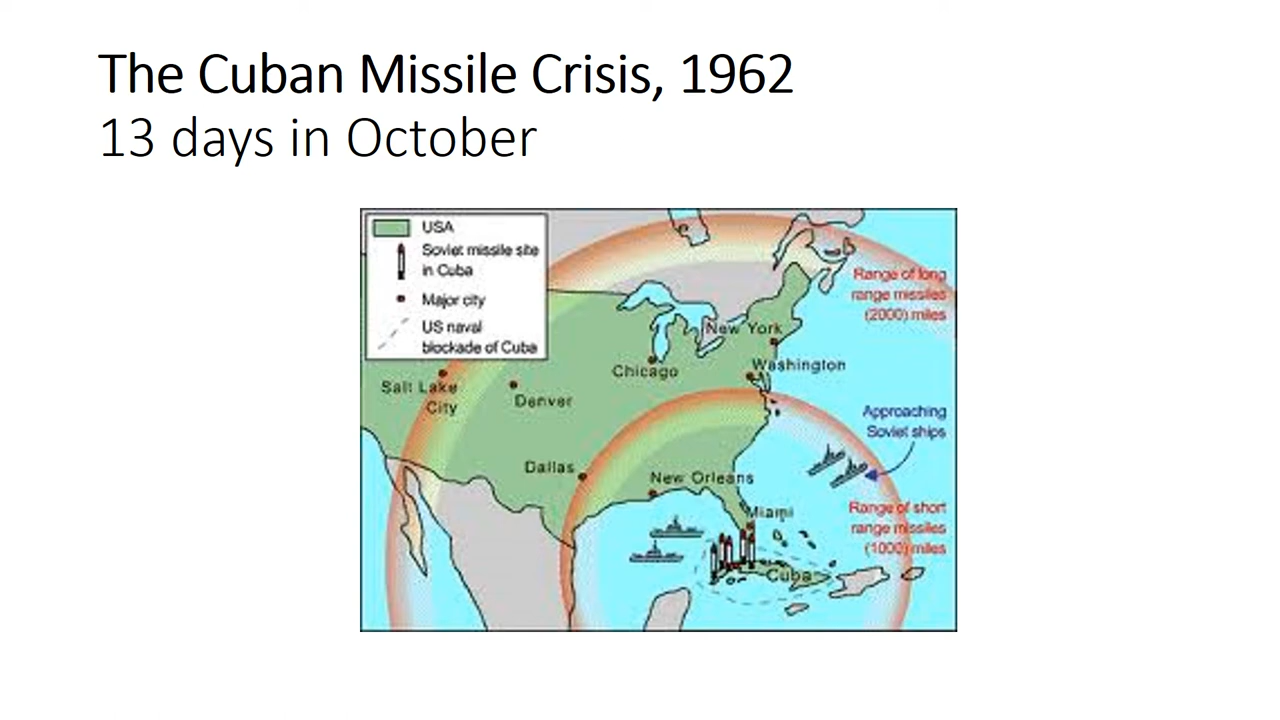 The Cuban Missile Crisis, 1962
13 days in October
USA
Soviet missile site
in Cuba
Major city
US naval
blockade of Cuba
Range of long
range missiles
(2000) miles
New York
Washington
Chicago
Salt Lake
City
Denver
Approaching
Soviet ships
Dallas
New Orleans
Miami
Range of short
range missiles
(1000) miles
Cuba